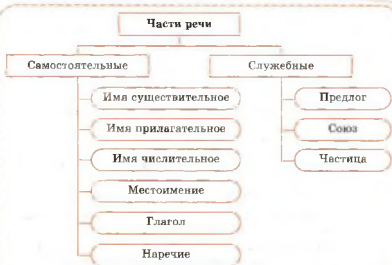 Части речи
Самостоятельные
Служебные
Имя существительное
Предлог
Имя прилагательное
Союз
Имя числительное
Частица
Местоимение
Глагол
Наречие